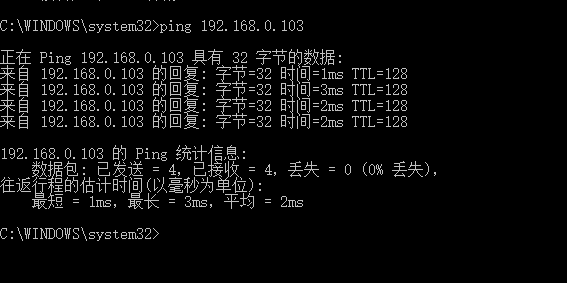 C:\WINDOWS\system32>ping 192.168.0.103
正在 Ping 192.168.0.103 具有 32 字节的数据:
来自 192.168.0.103 的回复: 字节=32 时间=1ms TTL=128
来自 192.168.0.103 的回复: 字节=32 时间=3ms TTL=128
来自 192.168.0.103 的回复: 字节=32 时间=2ms TTL=128
来自 192.168.0.103 的回复: 字节=32 时间=2ms TTL=128
192.168.0.103 的 Ping 统计信息:
数据包: 已发送 = 4, 已接收 = 4, 丢失 = 0 (0% 丢失),
往返行程的估计时间(以毫秒为单位):
最短 = 1ms, 最长 = 3ms, 平均 = 2ms
C:\WINDOWS\system32>